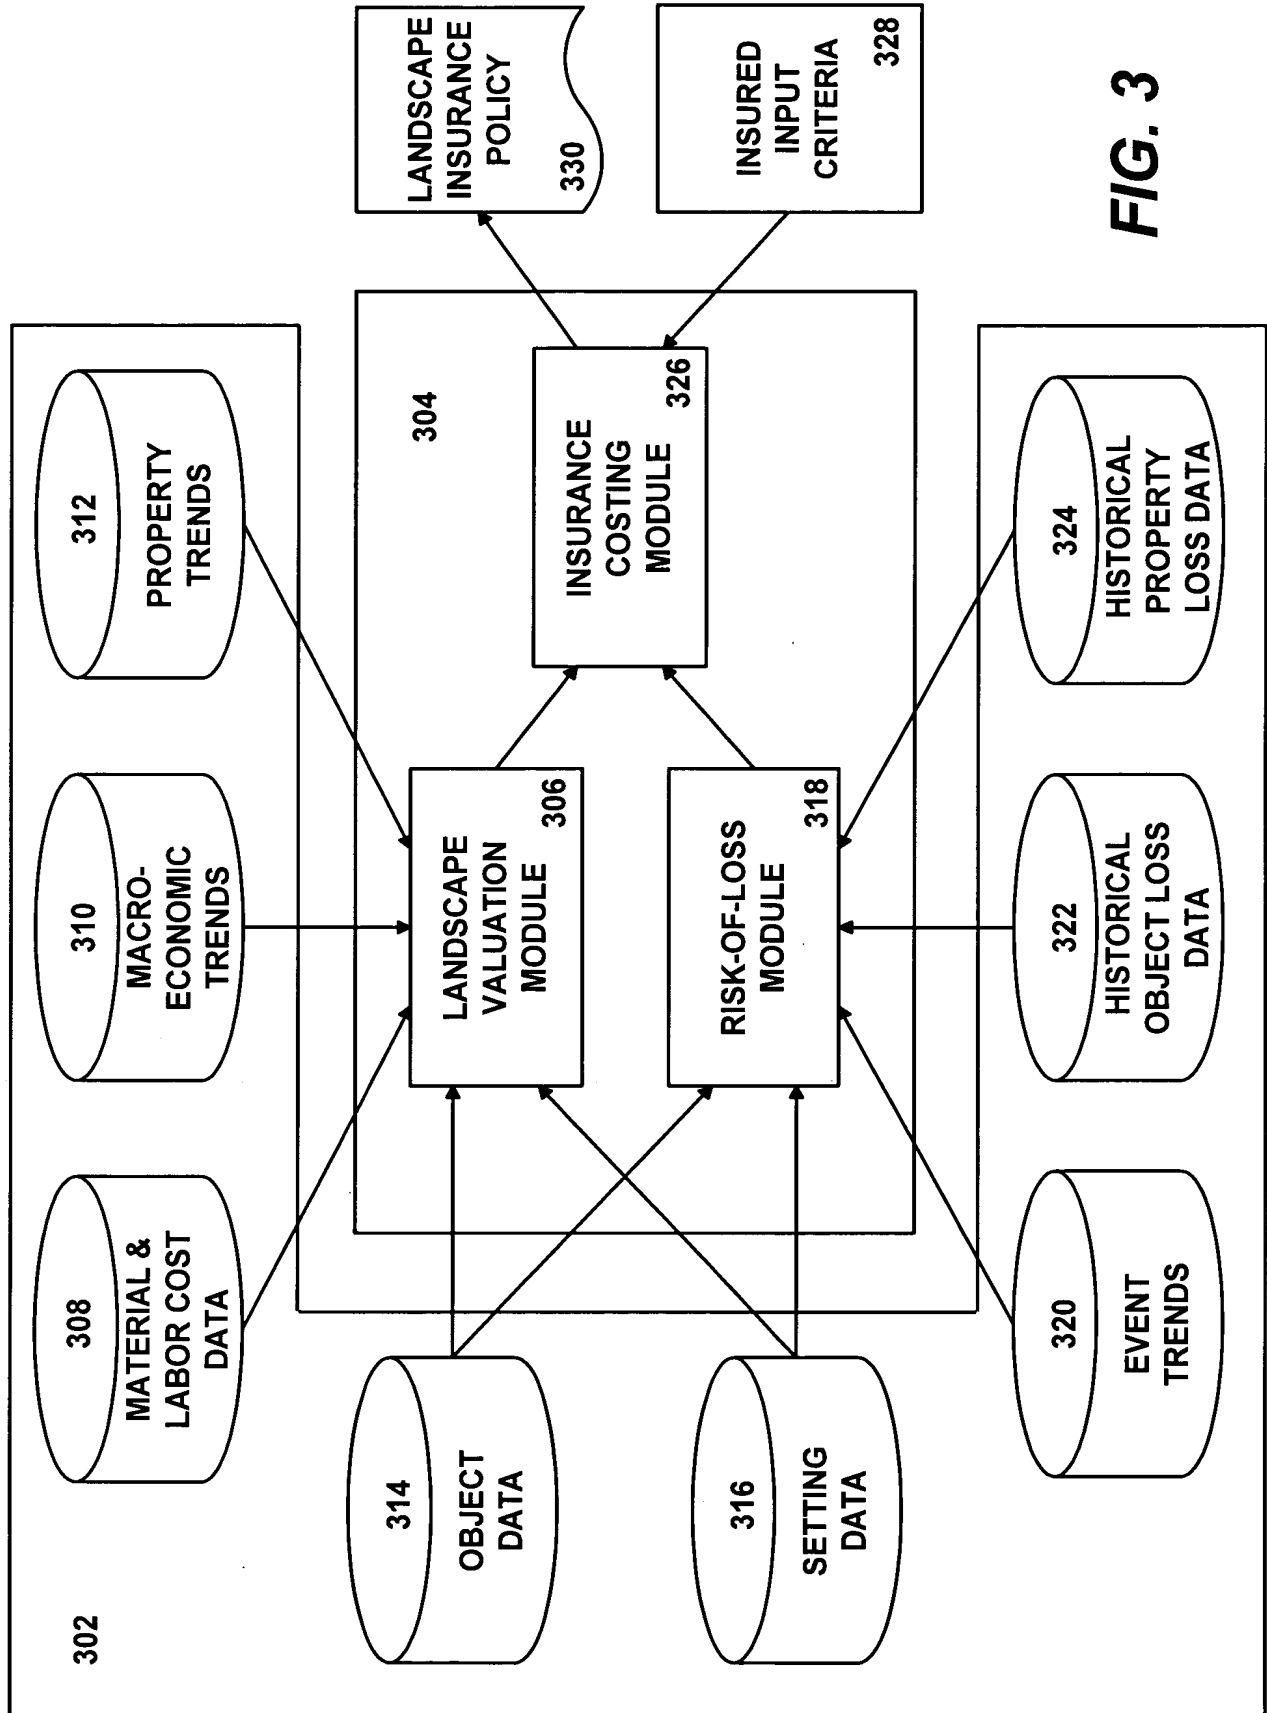 302
308
MATERIAL &
LABOR COST
DATA
310
MACRO-
ECONOMIC
TRENDS
312
PROPERTY
TRENDS
314
OBJECT
DATA
316
SETTING
DATA
304
LANDSCAPE
VALUATION
MODULE
306
RISK-OF-LOSS
MODULE
318
INSURANCE
COSTING
MODULE
326
LANDSCAPE
INSURANCE
POLICY
330
INSURED
INPUT
CRITERIA
328
320
EVENT
TRENDS
322
HISTORICAL
OBJECT LOSS
DATA
324
HISTORICAL
PROPERTY
LOSS DATA
FIG. 3